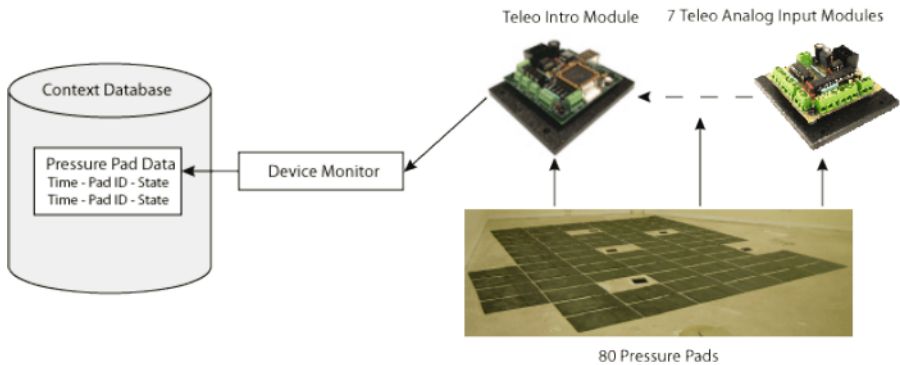 Teleo Intro Module
7 Teleo Analog Input Modules
Context Database
Pressure Pad Data
Time - Pad ID - State
Time - Pad ID - State
Device Monitor
80 Pressure Pads